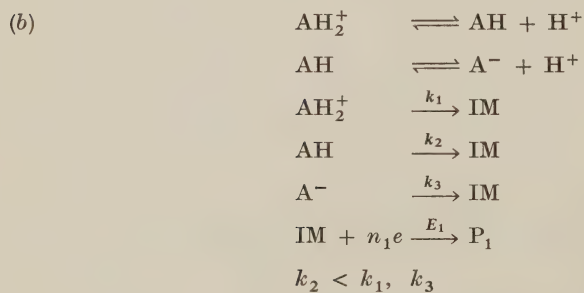 (b) AH₂⁺ ⇌ AH + H⁺
AH ⇌ A⁻ + H⁺
AH₂⁺ —k₁→ IM
AH —k₂→ IM
A⁻ —k₃→ IM
IM + n₁e —E₁→ P₁
k₂ < k₁, k₃